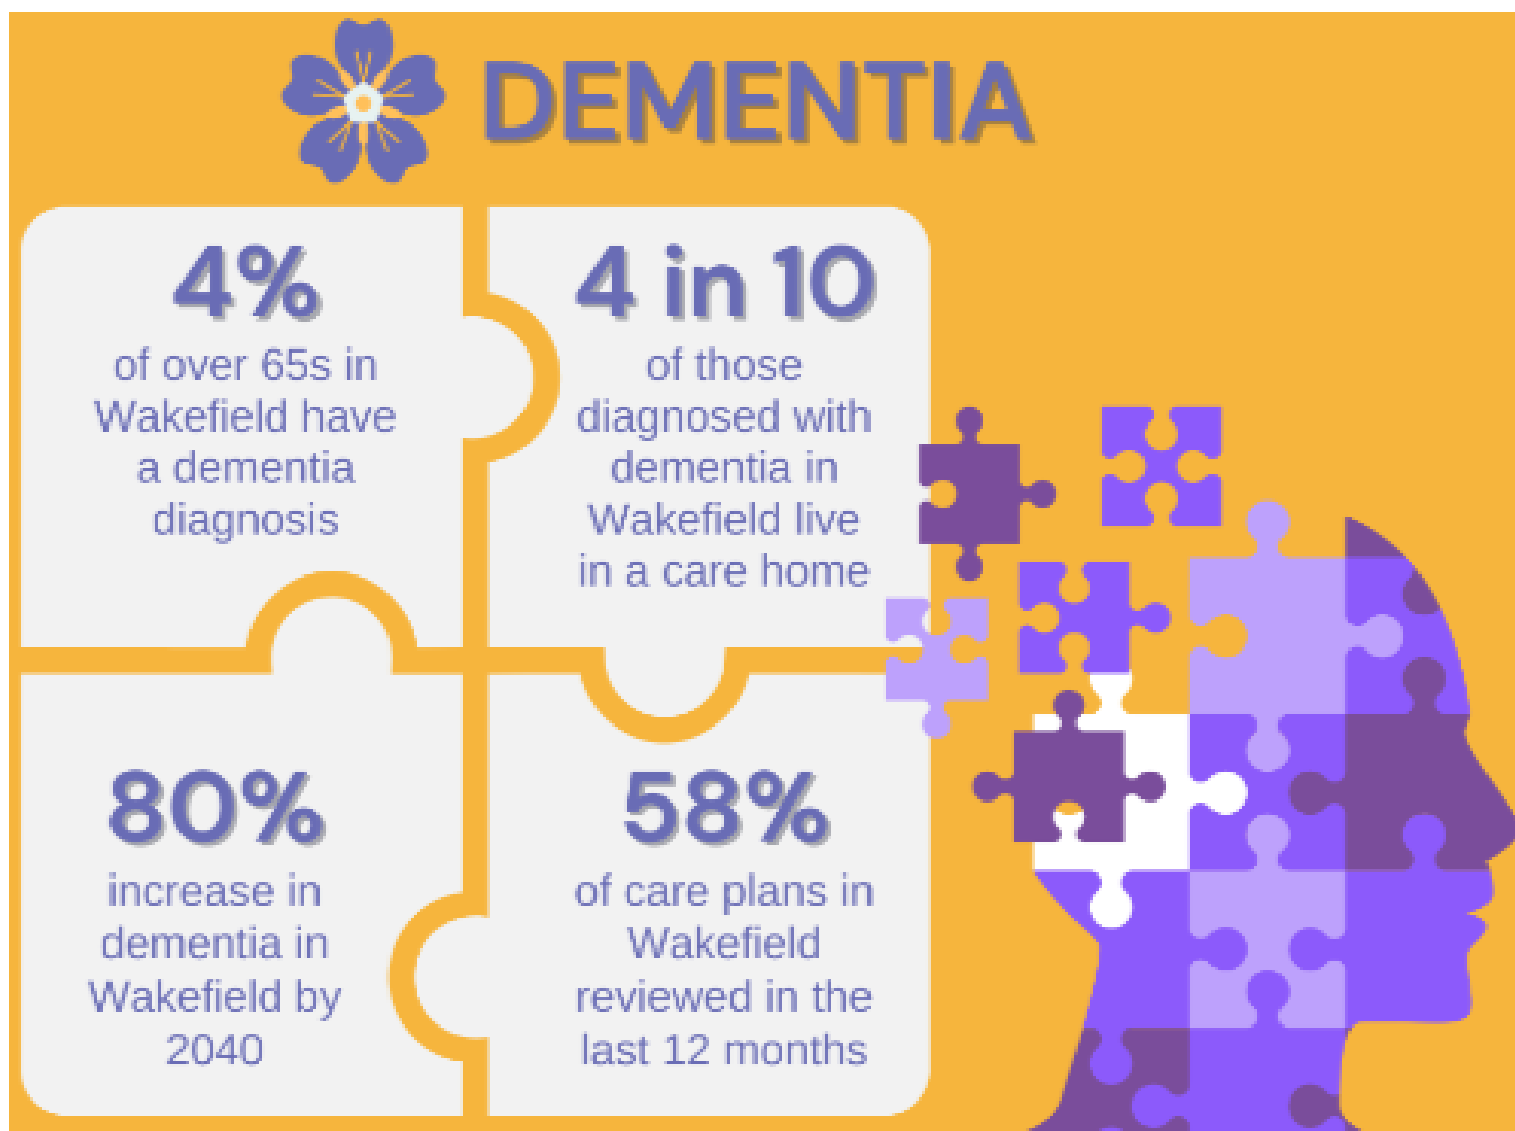 DEMENTIA
4%
of over 65s in
Wakefield have
a dementia
diagnosis
4 in 10
of those
diagnosed with
dementia in
Wakefield live
in a care home
80%
increase in
dementia in
Wakefield by
2040
58%
of care plans in
Wakefield
reviewed in the
last 12 months